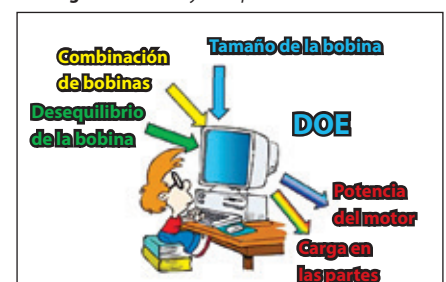 Combinación
de bobinas
Tamaño de la bobina
Desequilibrio
de la bobina
DOE
Potencia
del motor
Carga en
las partes